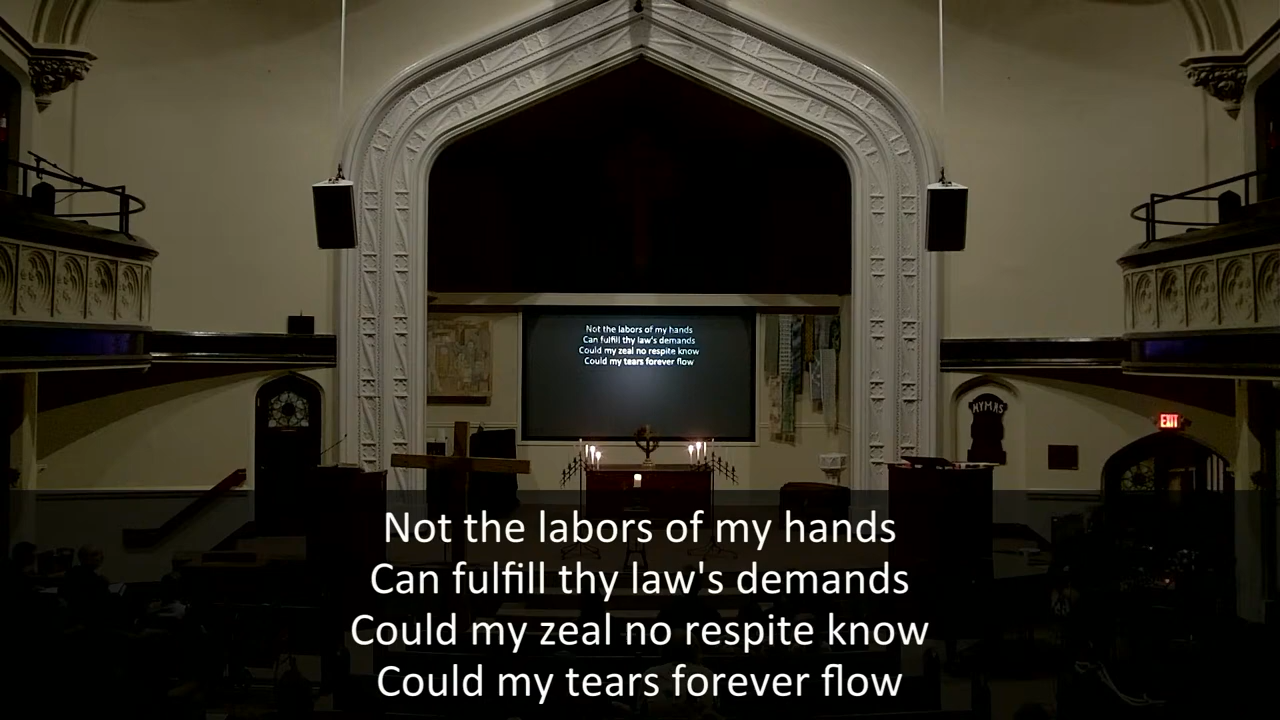 Not the labors of my hands
Can fulfill thy law's demands
Could my zeal no respite know
Could my tears forever flow
HYMNS
EXIT
Not the labors of my hands
Can fulfill thy law's demands
Could my zeal no respite know
Could my tears forever flow